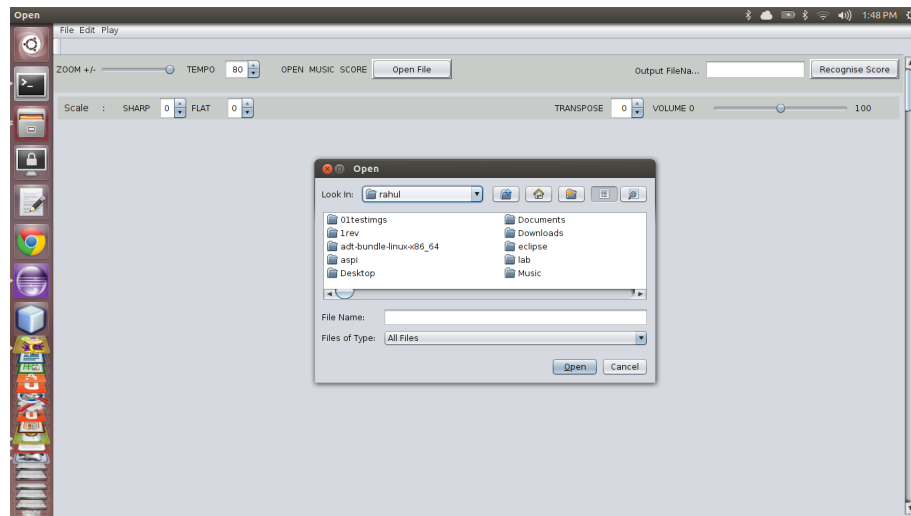 Open 1:48 PM
File Edit Play
ZOOM +/- TEMPO 80 OPEN MUSIC SCORE Open File Output FileNa... Recognise Score
Scale : SHARP 0 FLAT 0 TRANSPOSE 0 VOLUME 0 100
Open
Look In: rahul
01testimgs Documents
1rev Downloads
adt-bundle-linux-x86_64 eclipse
aspi lab
Desktop Music
File Name:
Files of Type: All Files
Open Cancel